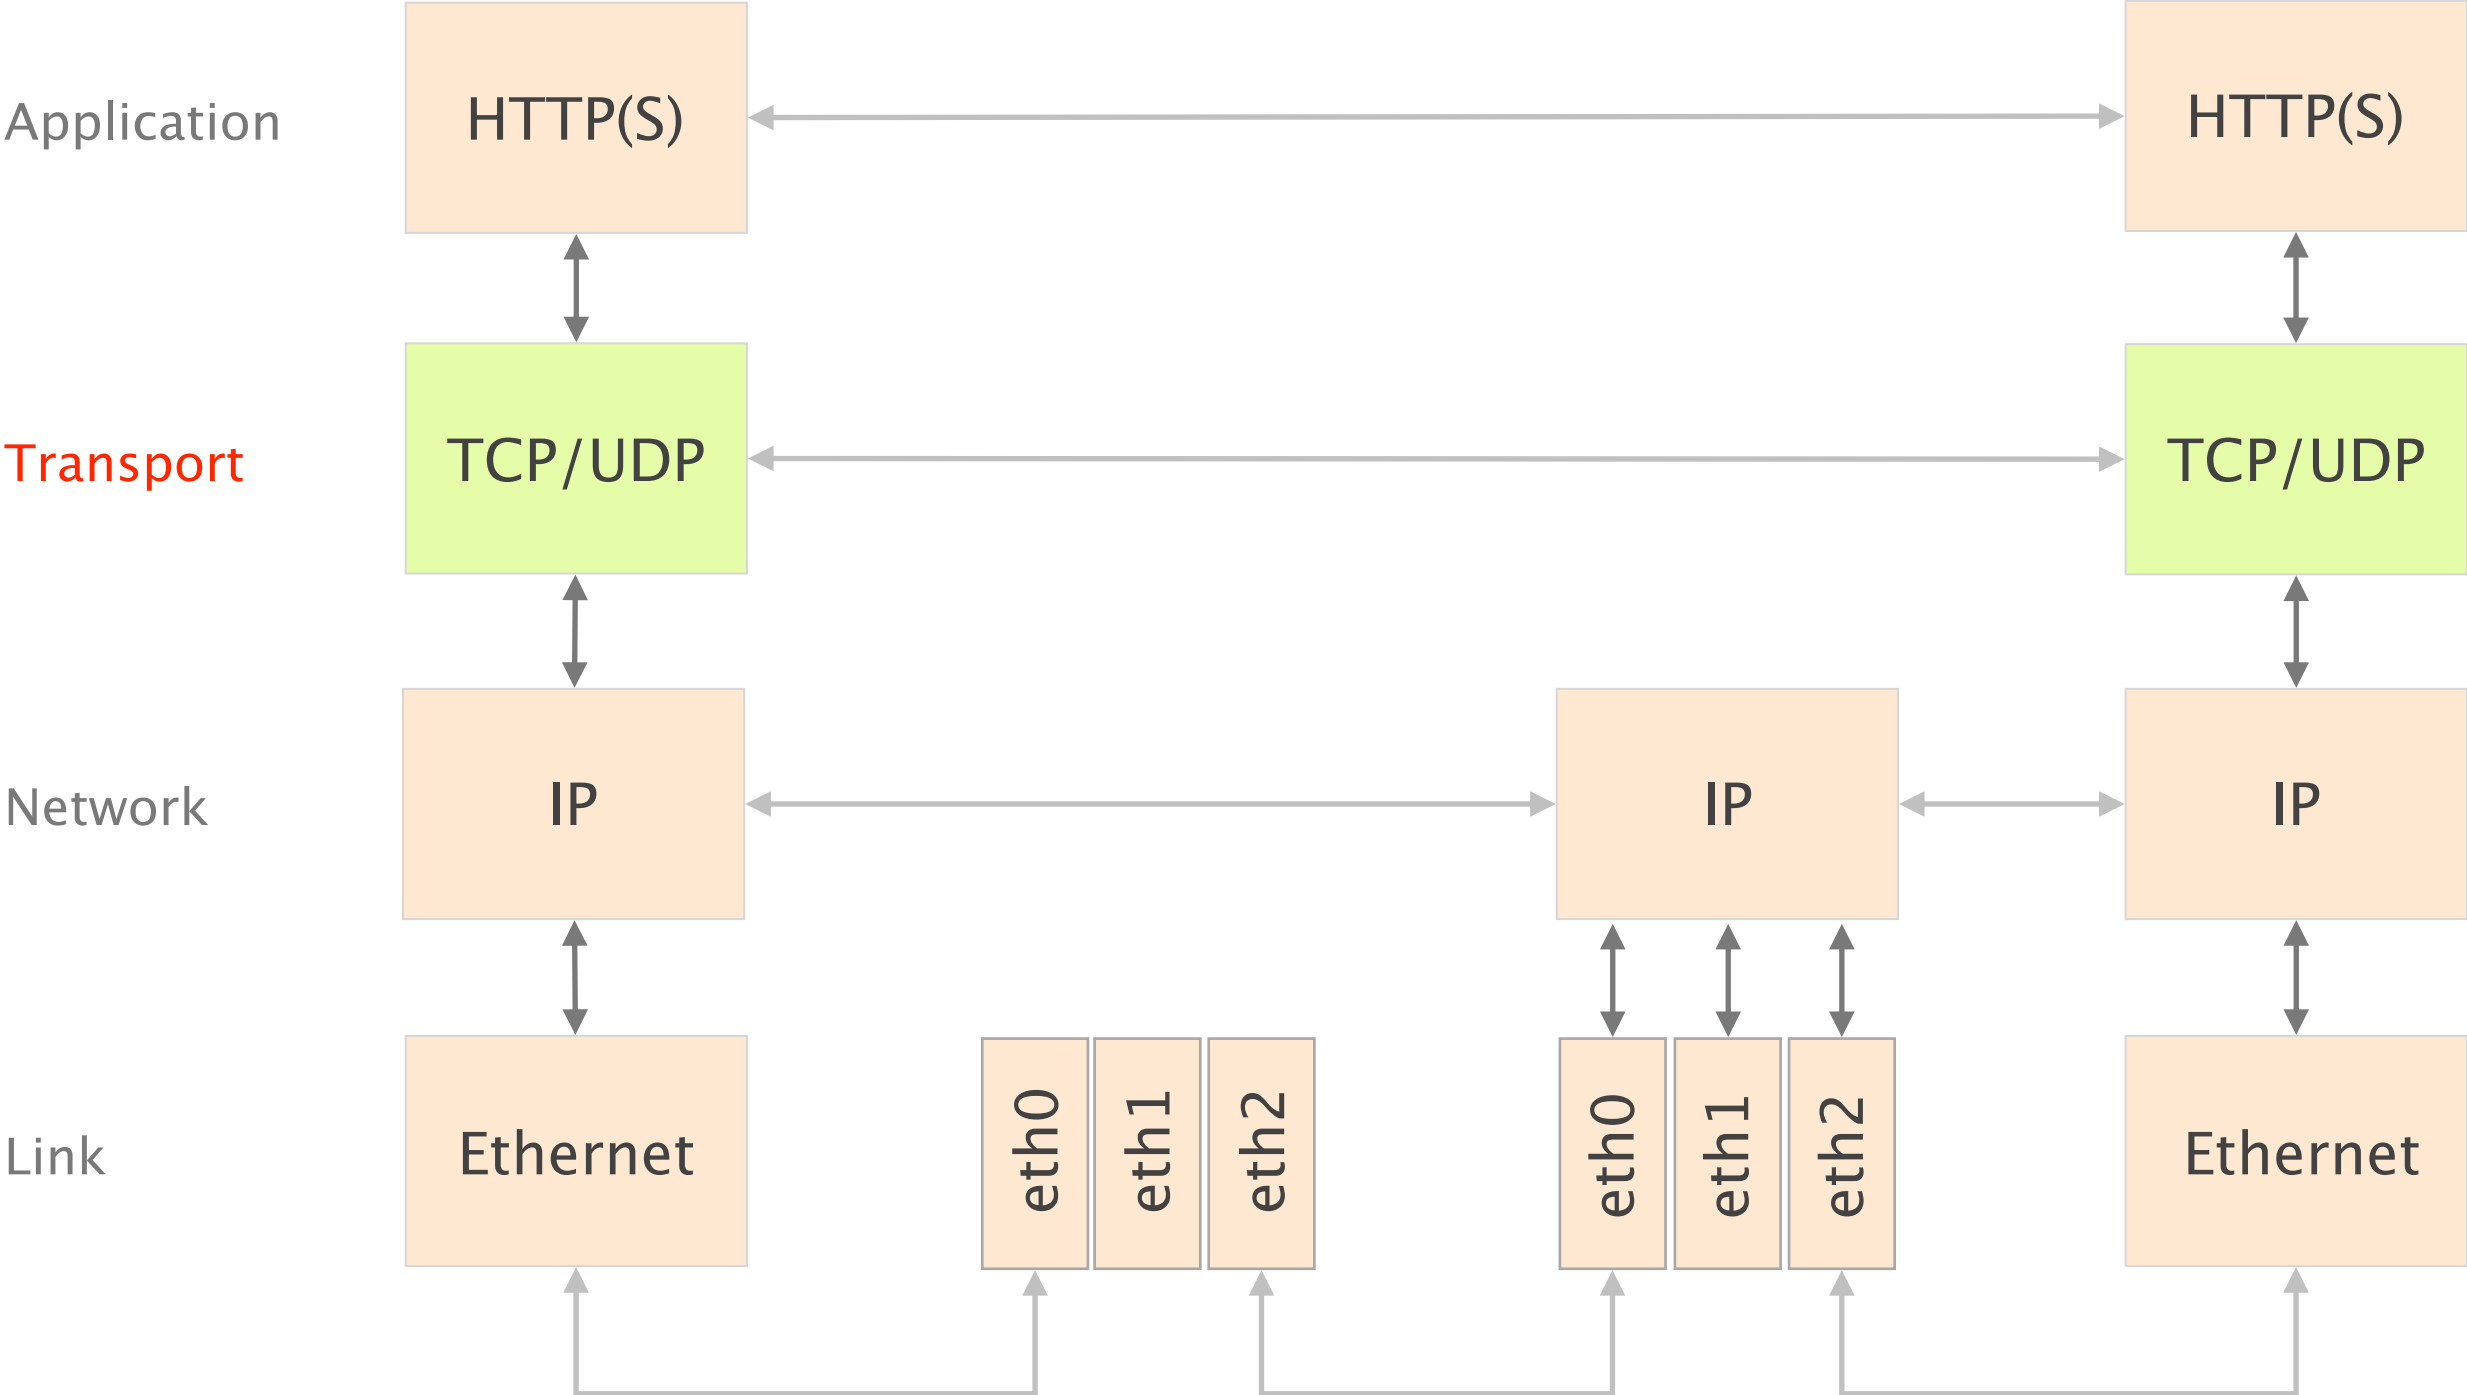 Application
HTTP(S)
HTTP(S)
Transport
TCP/UDP
TCP/UDP
Network
IP
IP
IP
Link
Ethernet
eth0
eth1
eth2
eth0
eth1
eth2
Ethernet